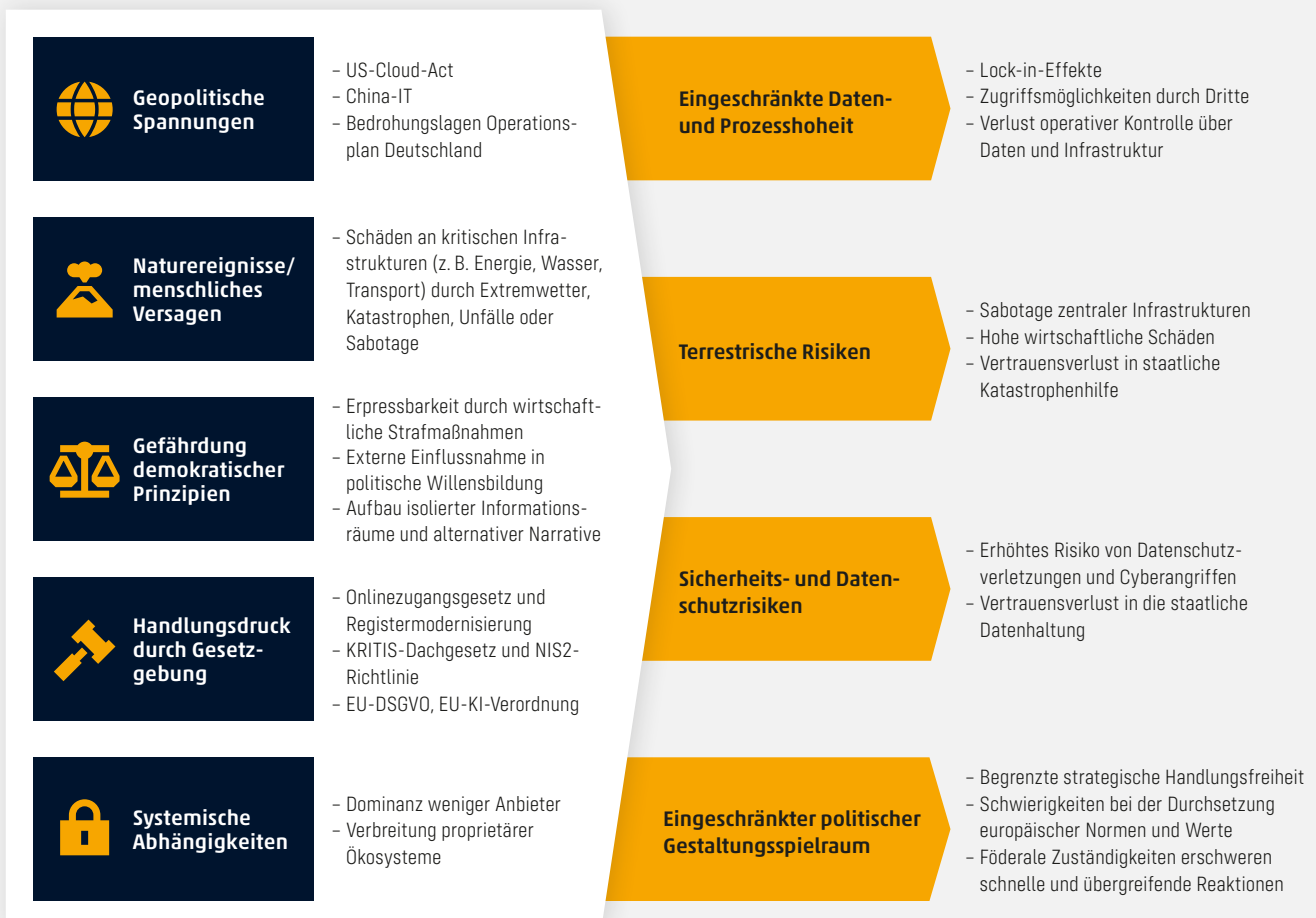 Geopolitische
Spannungen
– US-Cloud-Act
– China-IT
– Bedrohungslagen Operations-
plan Deutschland
Naturereignisse/
menschliches
Versagen
– Schäden an kritischen Infra-
strukturen (z. B. Energie, Wasser,
Transport) durch Extremwetter,
Katastrophen, Unfälle oder
Sabotage
Gefährdung
demokratischer
Prinzipien
– Erpressbarkeit durch wirtschaft-
liche Strafmaßnahmen
– Externe Einflussnahme in
politische Willensbildung
– Aufbau isolierter Informations-
räume und alternativer Narrative
Handlungsdruck
durch Gesetz-
gebung
– Onlinezugangsgesetz und
Registermodernisierung
– KRITIS-Dachgesetz und NIS2-
Richtlinie
– EU-DSGVO, EU-KI-Verordnung
Systemische
Abhängigkeiten
– Dominanz weniger Anbieter
– Verbreitung proprietärer
Ökosysteme
Eingeschränkte Daten-
und Prozesshoheit
– Lock-in-Effekte
– Zugriffsmöglichkeiten durch Dritte
– Verlust operativer Kontrolle über
Daten und Infrastruktur
Terrestrische Risiken
– Sabotage zentraler Infrastrukturen
– Hohe wirtschaftliche Schäden
– Vertrauensverlust in staatliche
Katastrophenhilfe
Sicherheits- und Daten-
schutzrisiken
– Erhöhtes Risiko von Datenschutz-
verletzungen und Cyberangriffen
– Vertrauensverlust in die staatliche
Datenhaltung
Eingeschränkter politischer
Gestaltungsspielraum
– Begrenzte strategische Handlungsfreiheit
– Schwierigkeiten bei der Durchsetzung
europäischer Normen und Werte
– Föderale Zuständigkeiten erschweren
schnelle und übergreifende Reaktionen